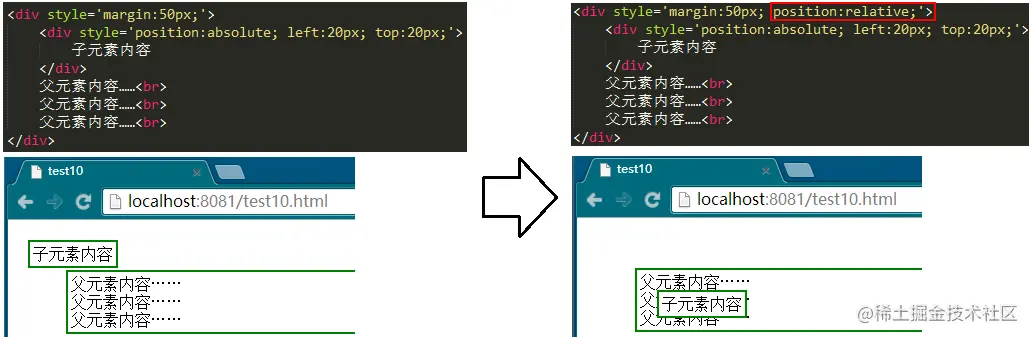 <div style='margin:50px;'>
<div style='position:absolute; left:20px; top:20px;'>
子元素内容
</div>
父元素内容……<br>
父元素内容……<br>
父元素内容……<br>
</div>
test10
localhost:8081/test10.html
子元素内容
父元素内容……
父元素内容……
父元素内容……
<div style='margin:50px; position:relative;'>
<div style='position:absolute; left:20px; top:20px;'>
子元素内容
</div>
父元素内容……<br>
父元素内容……<br>
父元素内容……<br>
</div>
test10
localhost:8081/test10.html
父元素内容……
父
子元素内容
父元素内容……
@稀土掘金技术社区